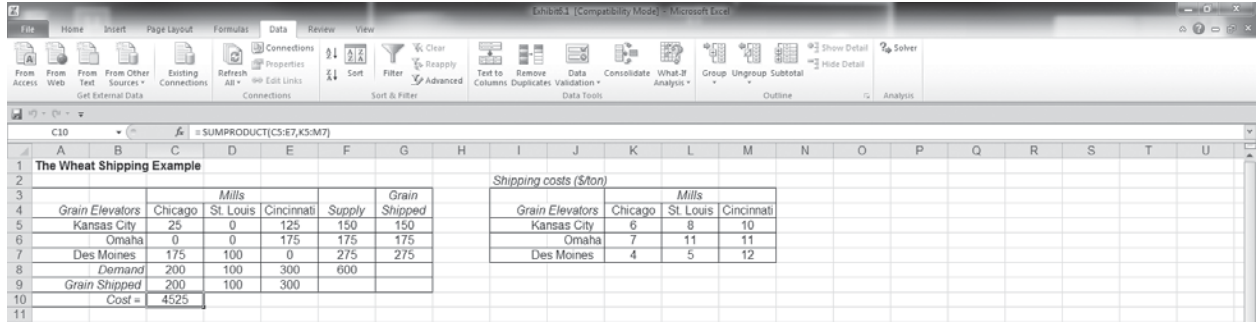 Exhibit6.1 [Compatibility Mode] - Microsoft Excel
File Home Insert Page Layout Formulas Data Review View
From Access From Web From Text From Other Sources Existing Connections Refresh All Connections Properties Edit Links Sort Filter Clear Reapply Advanced Text to Columns Remove Duplicates Data Validation Consolidate What-If Analysis Group Ungroup Subtotal Show Detail Hide Detail Solver
Get External Data Connections Sort & Filter Data Tools Outline Analysis
C10 fx =SUMPRODUCT(C5:E7,K5:M7)
A B C D E F G H I J K L M N O P Q R S T U
1 The Wheat Shipping Example
2 Shipping costs ($/ton)
3 Mills Grain Mills
4 Grain Elevators Chicago St. Louis Cincinnati Supply Shipped Grain Elevators Chicago St. Louis Cincinnati
5 Kansas City 25 0 125 150 150 Kansas City 6 8 10
6 Omaha 0 0 175 175 175 Omaha 7 11 11
7 Des Moines 175 100 0 275 275 Des Moines 4 5 12
8 Demand 200 100 300 600
9 Grain Shipped 200 100 300
10 Cost = 4525
11